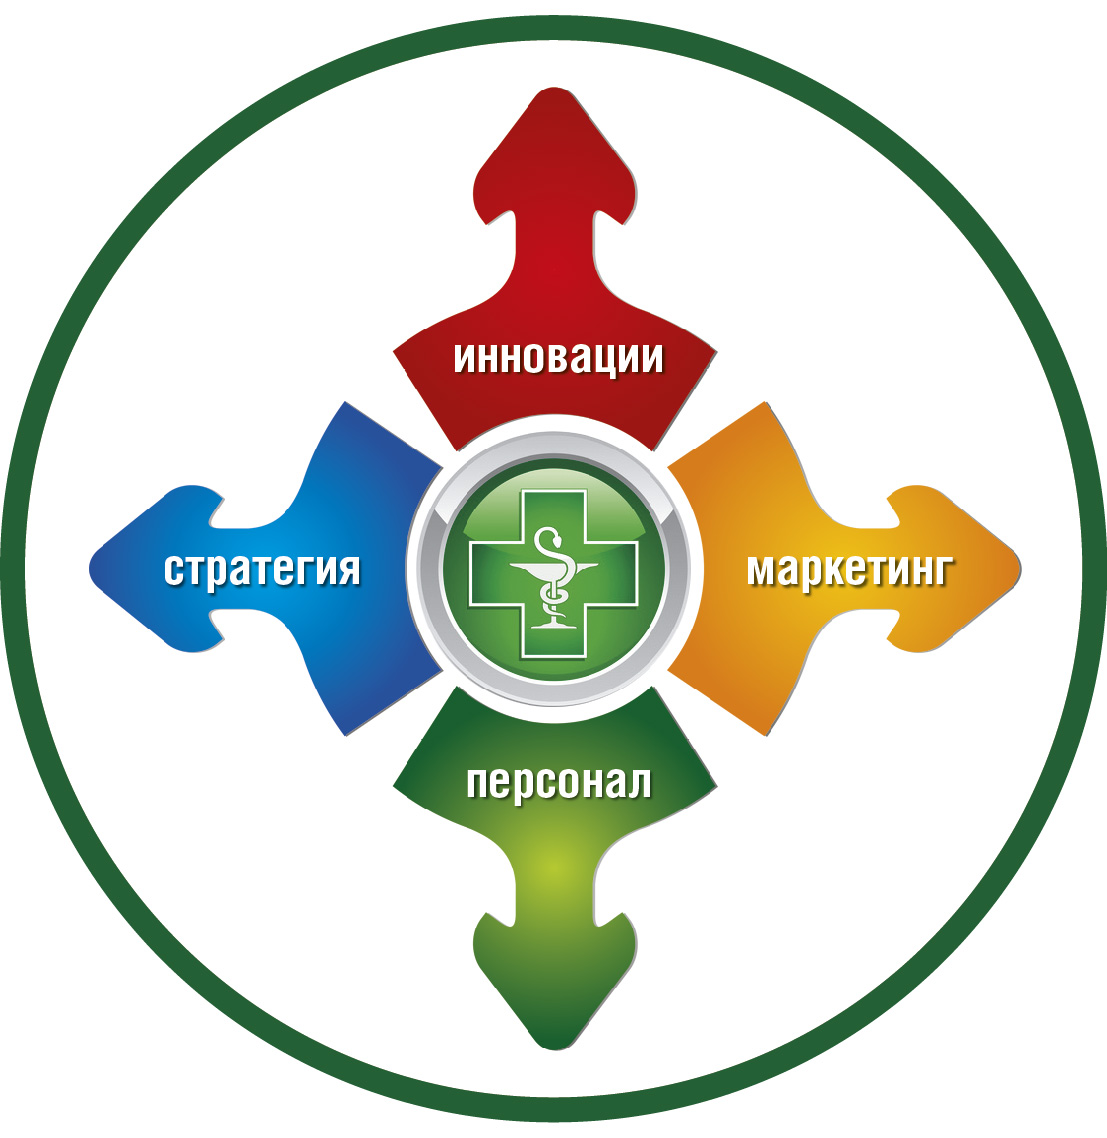 инновации
стратегия
маркетинг
персонал